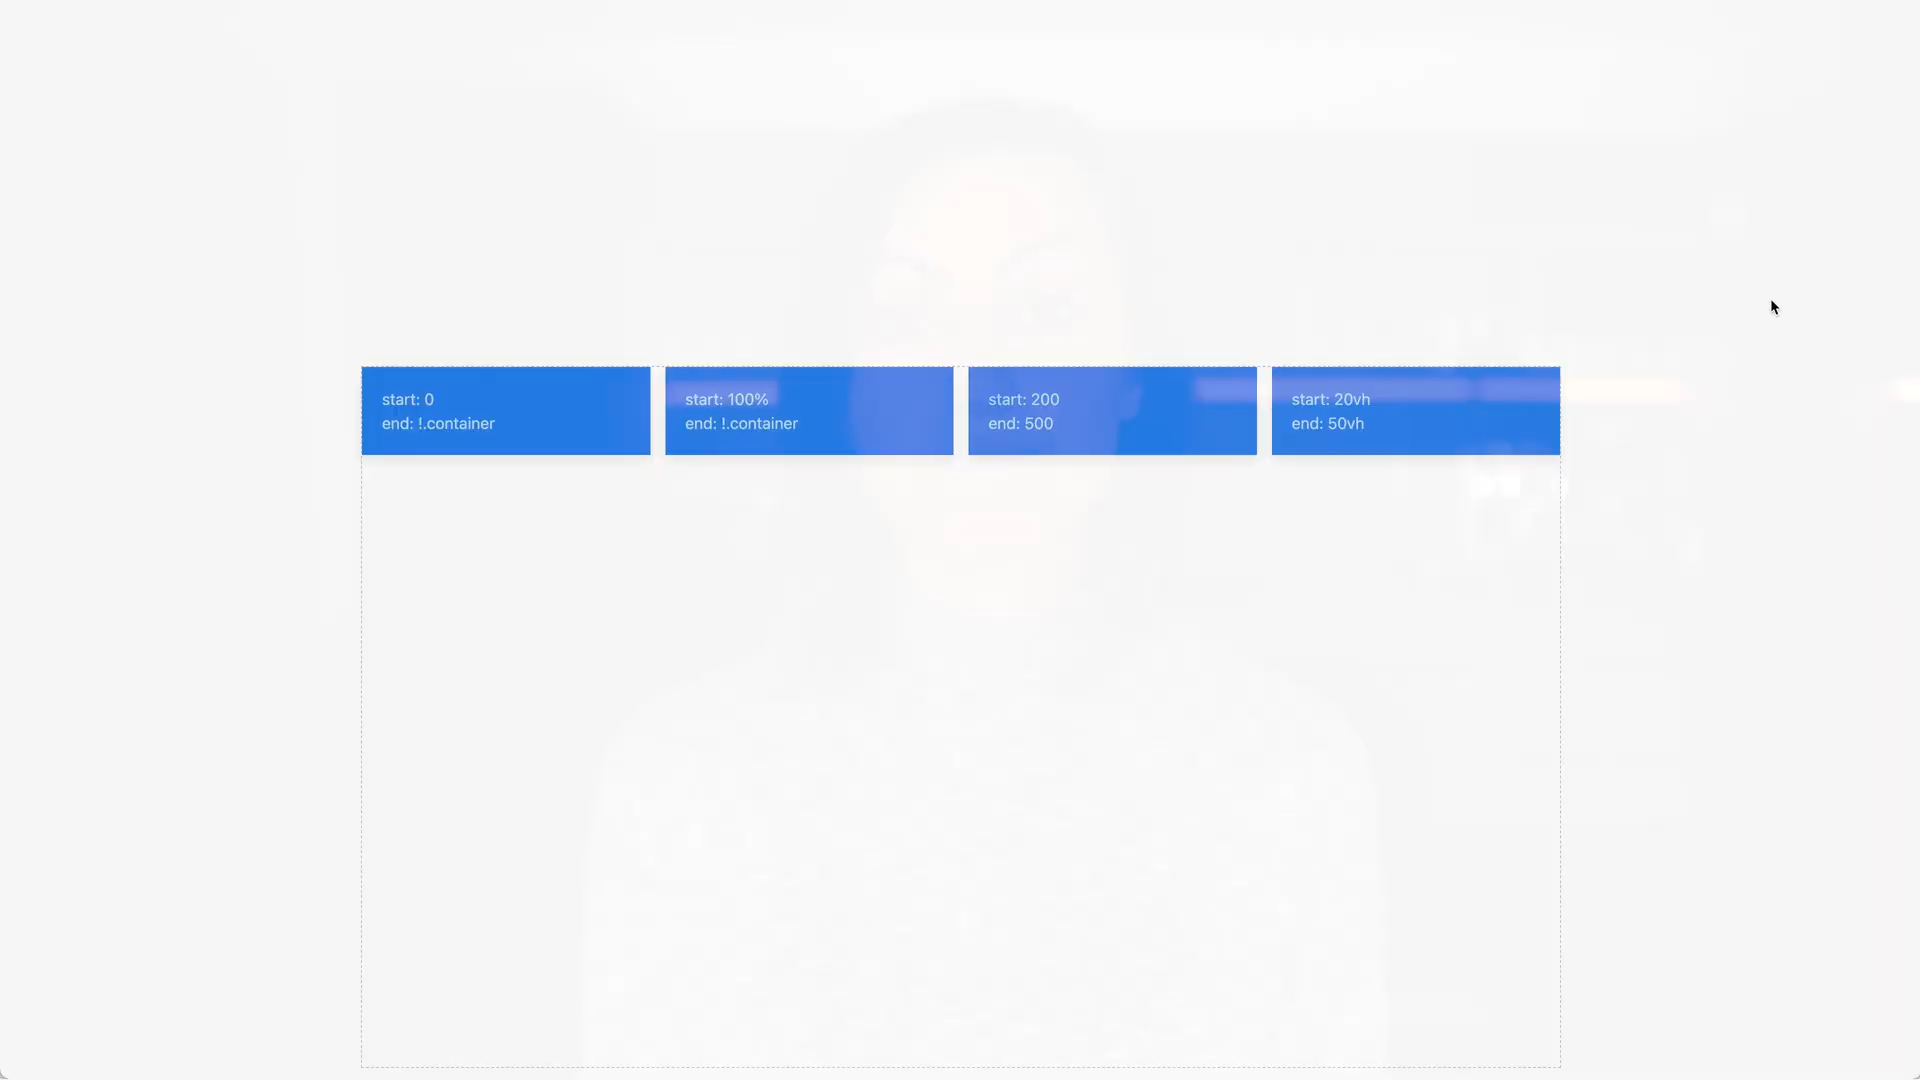 start: 0
end: !.container
start: 100%
end: !.container
start: 200
end: 500
start: 20vh
end: 50vh